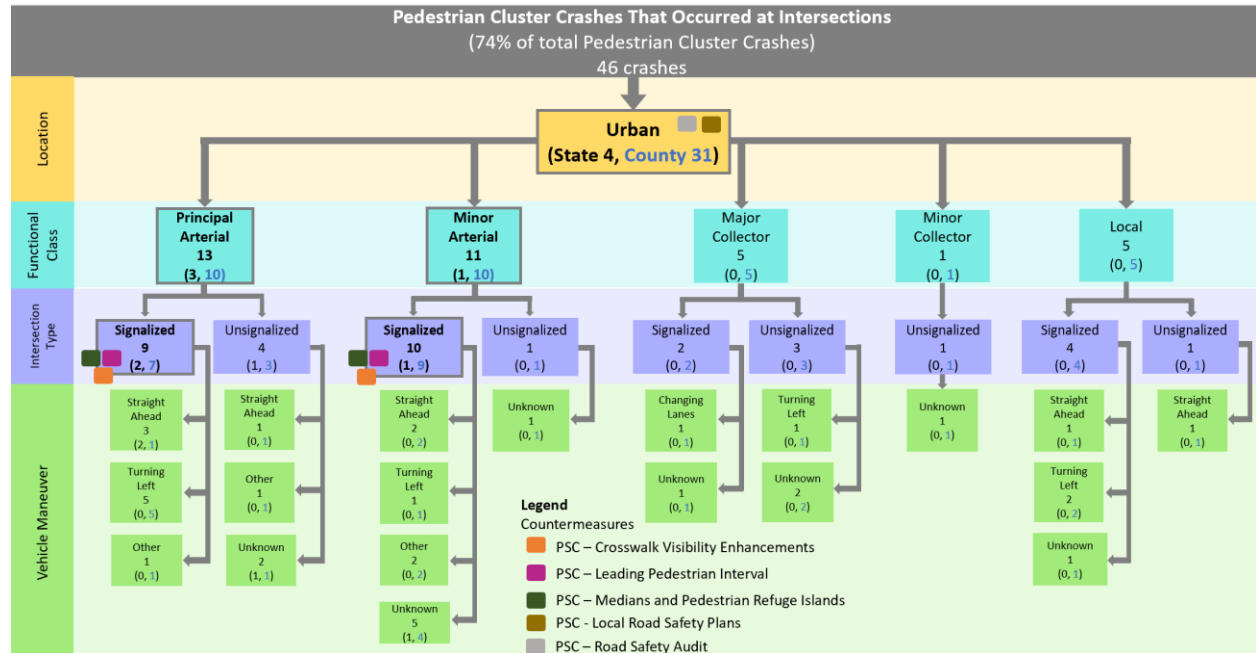 Pedestrian Cluster Crashes That Occurred at Intersections
(74% of total Pedestrian Cluster Crashes)
46 crashes
Location
Urban
(State 4, County 31)
Functional
Class
Principal
Arterial
13
(3, 10)
Minor
Arterial
11
(1, 10)
Major
Collector
5
(0, 5)
Minor
Collector
1
(0, 1)
Local
5
(0, 5)
Intersection
Type
Signalized
9
(2, 7)
Unsignalized
4
(1, 3)
Signalized
10
(1, 9)
Unsignalized
1
(0, 1)
Signalized
2
(0, 2)
Unsignalized
3
(0, 3)
Unsignalized
1
(0, 1)
Signalized
4
(0, 4)
Unsignalized
1
(0, 1)
Vehicle Maneuver
Straight
Ahead
3
(2, 1)
Turning
Left
5
(0, 5)
Other
1
(0, 1)
Straight
Ahead
1
(0, 1)
Other
1
(0, 1)
Unknown
2
(1, 1)
Straight
Ahead
2
(0, 2)
Turning
Left
1
(0, 1)
Other
2
(0, 2)
Unknown
5
(1, 4)
Unknown
1
(0, 1)
Changing
Lanes
1
(0, 1)
Unknown
1
(0, 1)
Turning
Left
1
(0, 1)
Unknown
2
(0, 2)
Unknown
1
(0, 1)
Straight
Ahead
1
(0, 1)
Turning
Left
2
(0, 2)
Unknown
1
(0, 1)
Straight
Ahead
1
(0, 1)
Legend
Countermeasures
PSC – Crosswalk Visibility Enhancements
PSC – Leading Pedestrian Interval
PSC – Medians and Pedestrian Refuge Islands
PSC - Local Road Safety Plans
PSC – Road Safety Audit